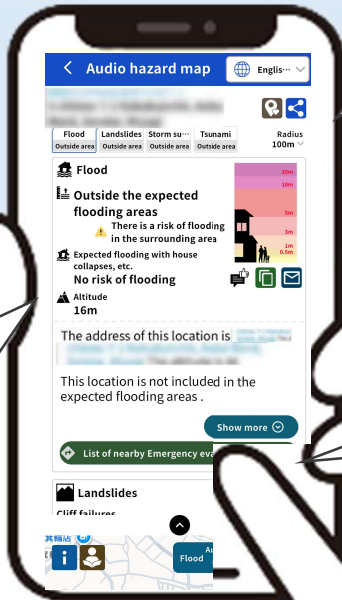 Audio hazard map
Englis…
Flood
Outside area
Landslides
Outside area
Storm su…
Outside area
Tsunami
Outside area
Radius
100m
Flood
Outside the expected
flooding areas
There is a risk of flooding
in the surrounding area
Expected flooding with house
collapses, etc.
No risk of flooding
Altitude
16m
20m
10m
5m
3m
1m
0.5m
The address of this location is
This location is not included in the
expected flooding areas .
Show more
List of nearby Emergency eva
Landslides
Cliff failures
箕輪店
Flood